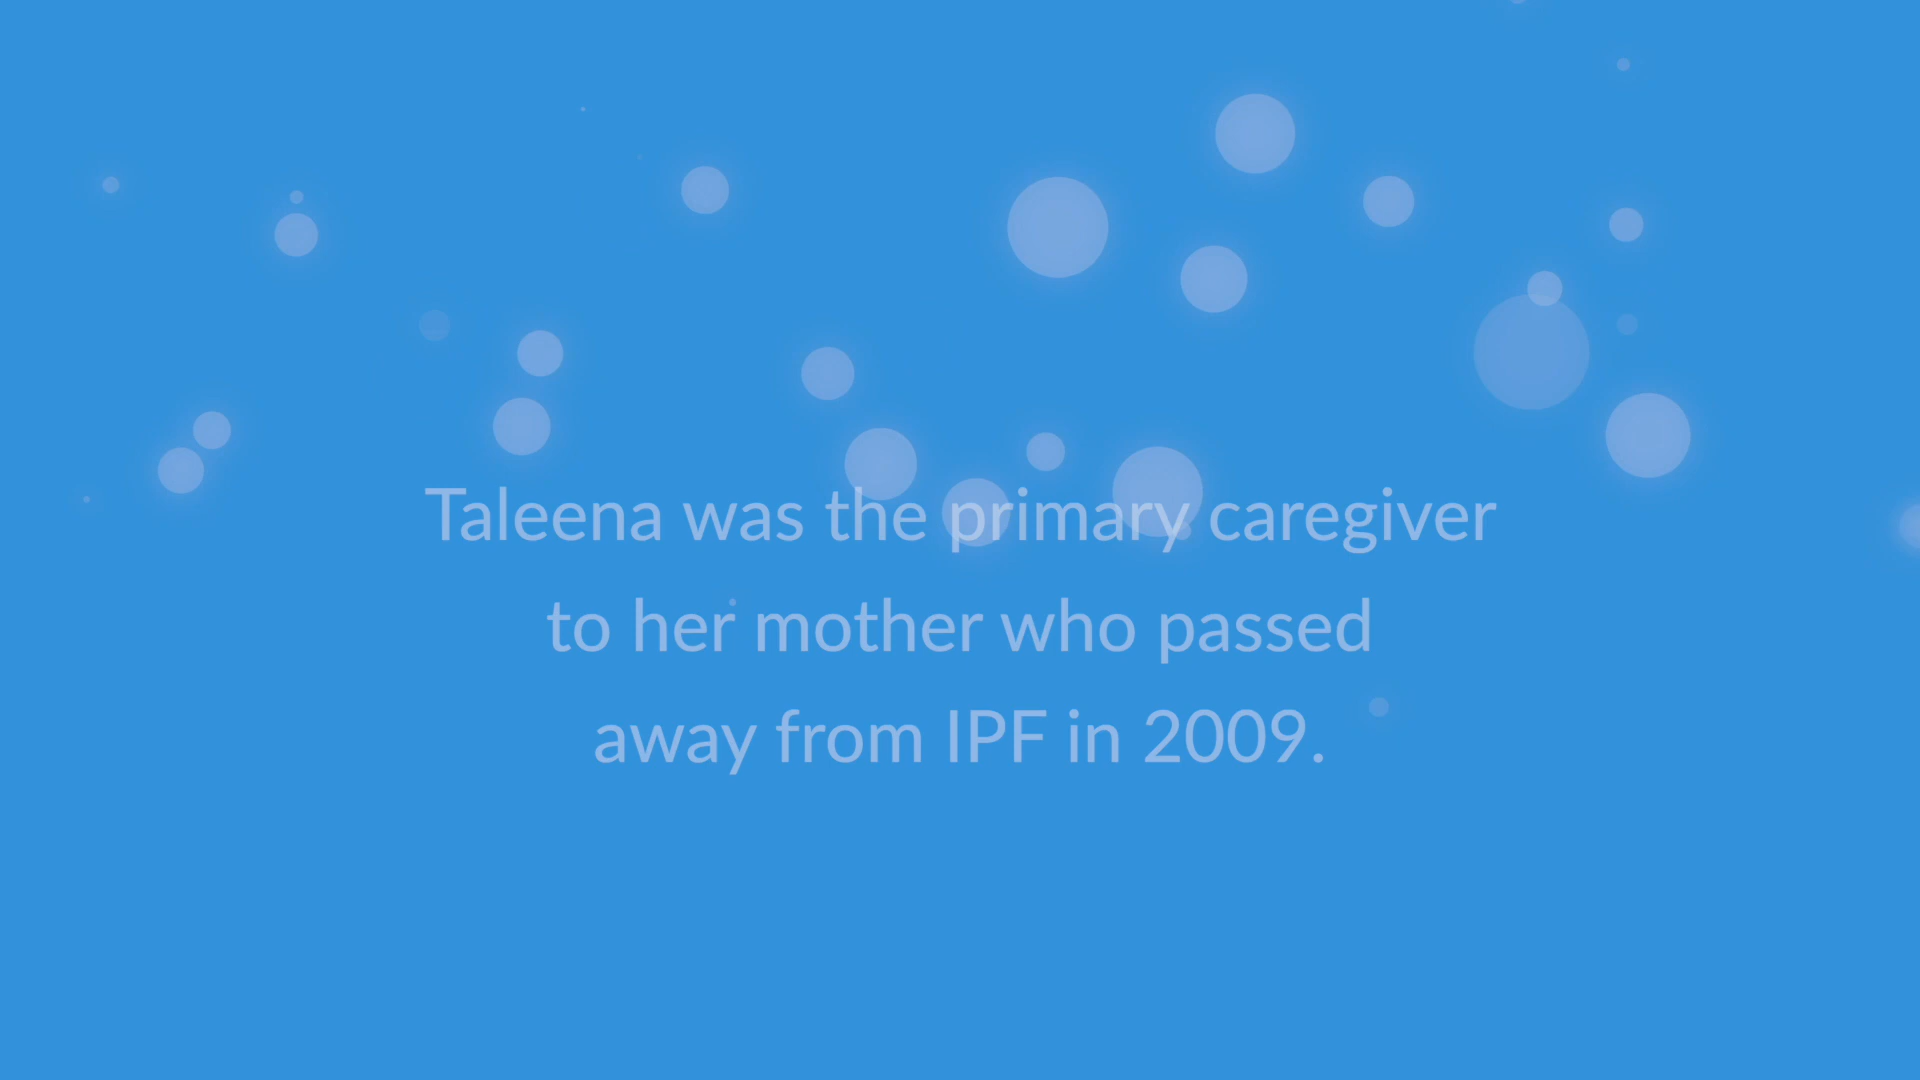 Taleena was the primary caregiver
to her mother who passed
away from IPF in 2009.